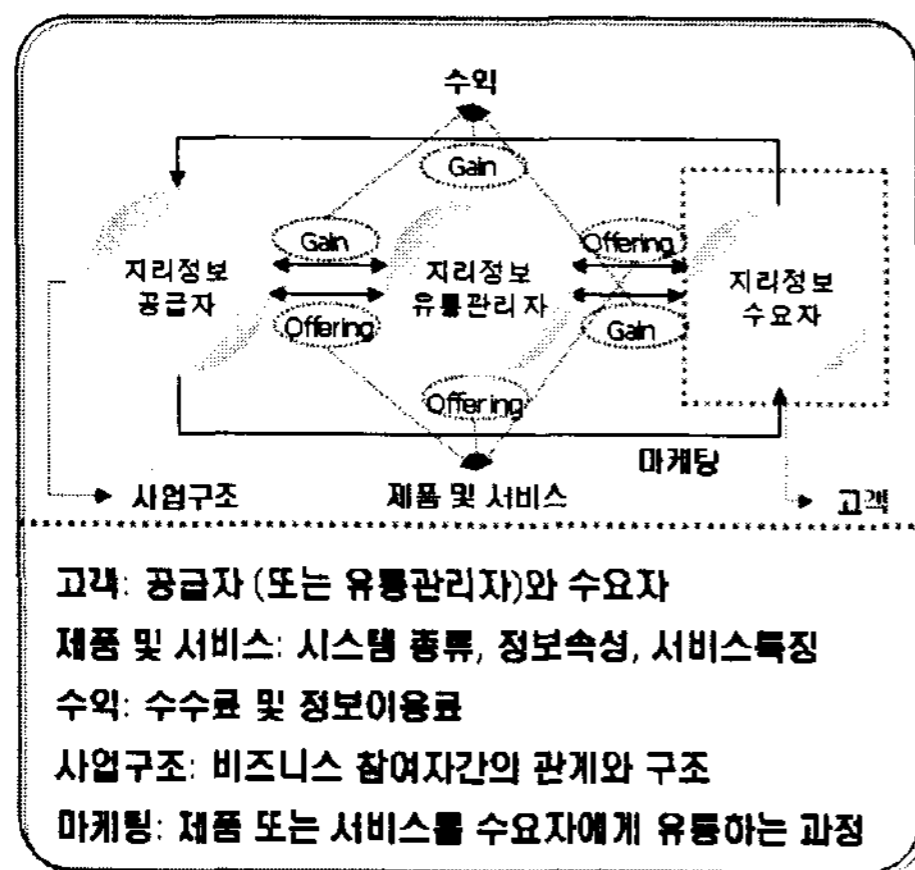 수익
Gain
Gain
Offering
지리정보
공급자
지리정보
유통관리자
지리정보
수요자
Offering
Gain
Offering
마케팅
사업구조
제품 및 서비스
고객
고객: 공급자 (또는 유통관리자)와 수요자
제품 및 서비스: 시스템 종류, 정보속성, 서비스특징
수익: 수수료 및 정보이용료
사업구조: 비즈니스 참여자간의 관계와 구조
마케팅: 제품 또는 서비스를 수요자에게 유통하는 과정